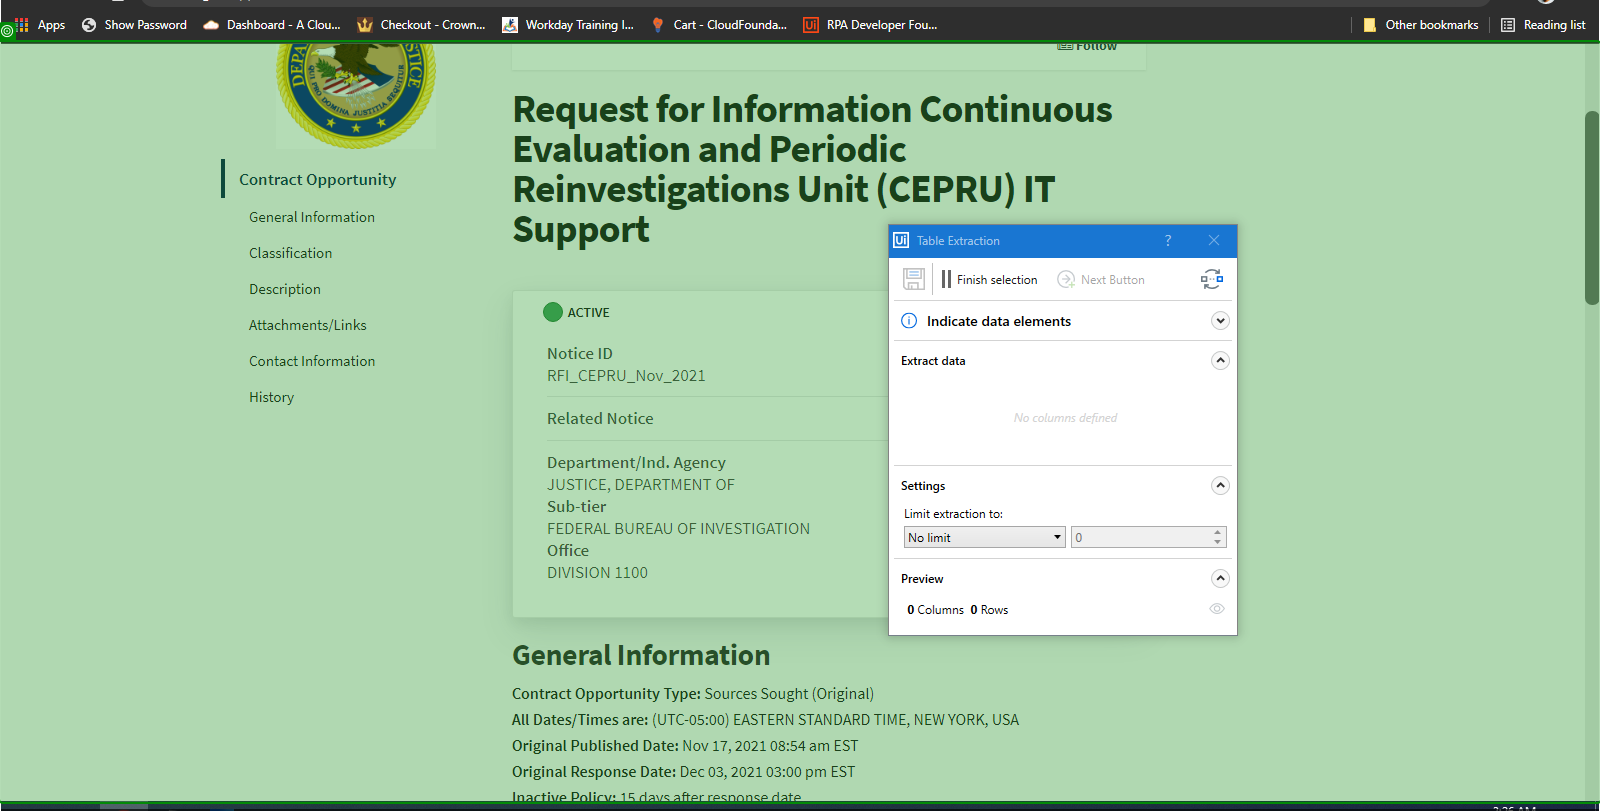 Apps Show Password Dashboard - A Clou... Checkout - Crown... Workday Training I... Cart - CloudFounda... Ui RPA Developer Fou... Other bookmarks Reading list
Follow
QUI PRO DOMINA JUSTITIA SEQUITUR
Request for Information Continuous
Evaluation and Periodic
Reinvestigations Unit (CEPRU) IT
Support
Contract Opportunity
General Information
Classification
Description
Attachments/Links
Contact Information
History
ACTIVE
Notice ID
RFI_CEPRU_Nov_2021
Related Notice
Department/Ind. Agency
JUSTICE, DEPARTMENT OF
Sub-tier
FEDERAL BUREAU OF INVESTIGATION
Office
DIVISION 1100
Ui Table Extraction ?
Finish selection Next Button
Indicate data elements
Extract data
No columns defined
Settings
Limit extraction to:
No limit 0
Preview
0 Columns 0 Rows
General Information
Contract Opportunity Type: Sources Sought (Original)
All Dates/Times are: (UTC-05:00) EASTERN STANDARD TIME, NEW YORK, USA
Original Published Date: Nov 17, 2021 08:54 am EST
Original Response Date: Dec 03, 2021 03:00 pm EST
Inactive Policy: 15 days after response date